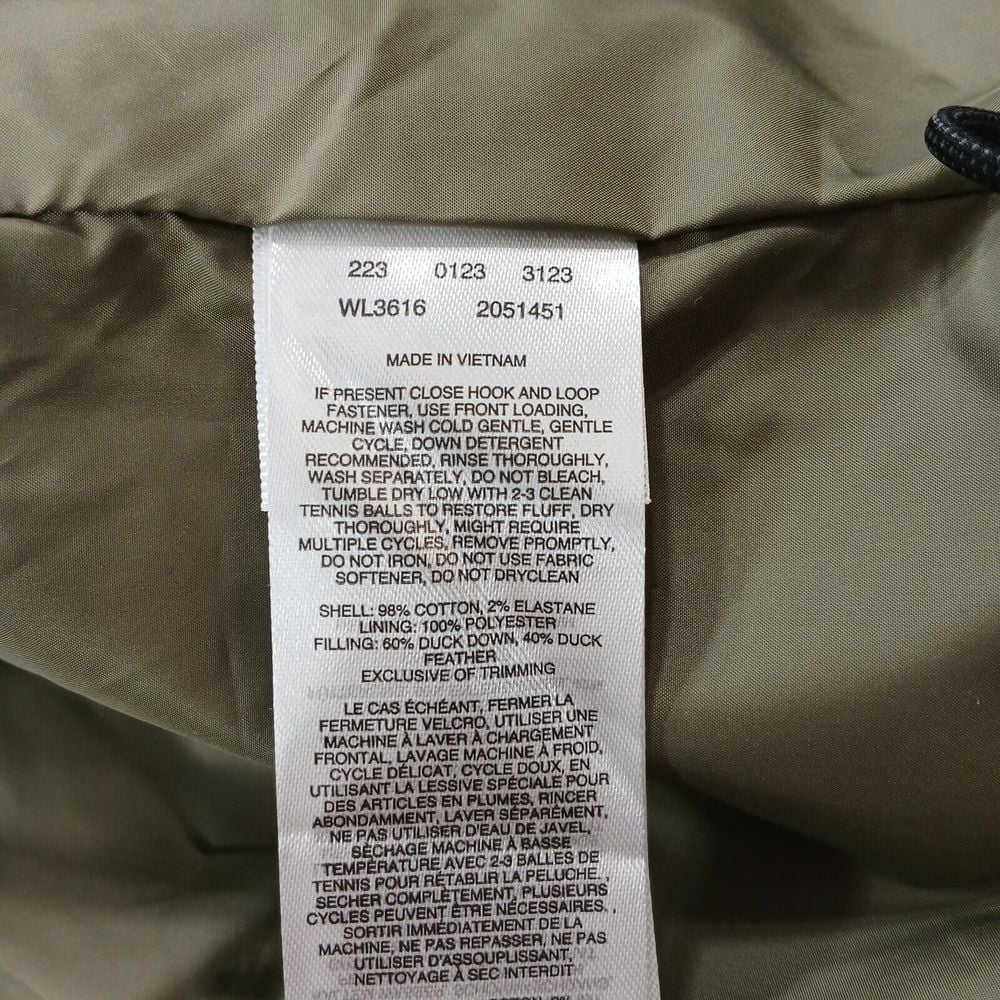 223 0123 3123
WL3616 2051451
MADE IN VIETNAM
IF PRESENT CLOSE HOOK AND LOOP
FASTENER, USE FRONT LOADING,
MACHINE WASH COLD GENTLE, GENTLE
CYCLE, DOWN DETERGENT
RECOMMENDED, RINSE THOROUGHLY,
WASH SEPARATELY, DO NOT BLEACH,
TUMBLE DRY LOW WITH 2-3 CLEAN
TENNIS BALLS TO RESTORE FLUFF, DRY
THOROUGHLY, MIGHT REQUIRE
MULTIPLE CYCLES, REMOVE PROMPTLY,
DO NOT IRON, DO NOT USE FABRIC
SOFTENER, DO NOT DRYCLEAN
SHELL: 98% COTTON, 2% ELASTANE
LINING: 100% POLYESTER
FILLING: 60% DUCK DOWN, 40% DUCK
FEATHER
EXCLUSIVE OF TRIMMING
LE CAS ÉCHÉANT, FERMER LA
FERMETURE VELCRO, UTILISER UNE
MACHINE À LAVER À CHARGEMENT
FRONTAL, LAVAGE MACHINE À FROID,
CYCLE DÉLICAT, CYCLE DOUX, EN
UTILISANT LA LESSIVE SPÉCIALE POUR
DES ARTICLES EN PLUMES, RINCER
ABONDAMMENT, LAVER SÉPARÉMENT,
NE PAS UTILISER D'EAU DE JAVEL,
SÉCHAGE MACHINE À BASSE
TEMPÉRATURE AVEC 2-3 BALLES DE
TENNIS POUR RÉTABLIR LA PELUCHE. ,
SECHER COMPLÈTEMENT, PLUSIEURS
CYCLES PEUVENT ÊTRE NÉCESSAIRES. ,
SORTIR IMMÉDIATEMENT DE LA
MACHINE, NE PAS REPASSER, NE PAS
UTILISER D'ASSOUPLISSANT,
NETTOYAGE À SEC INTERDIT